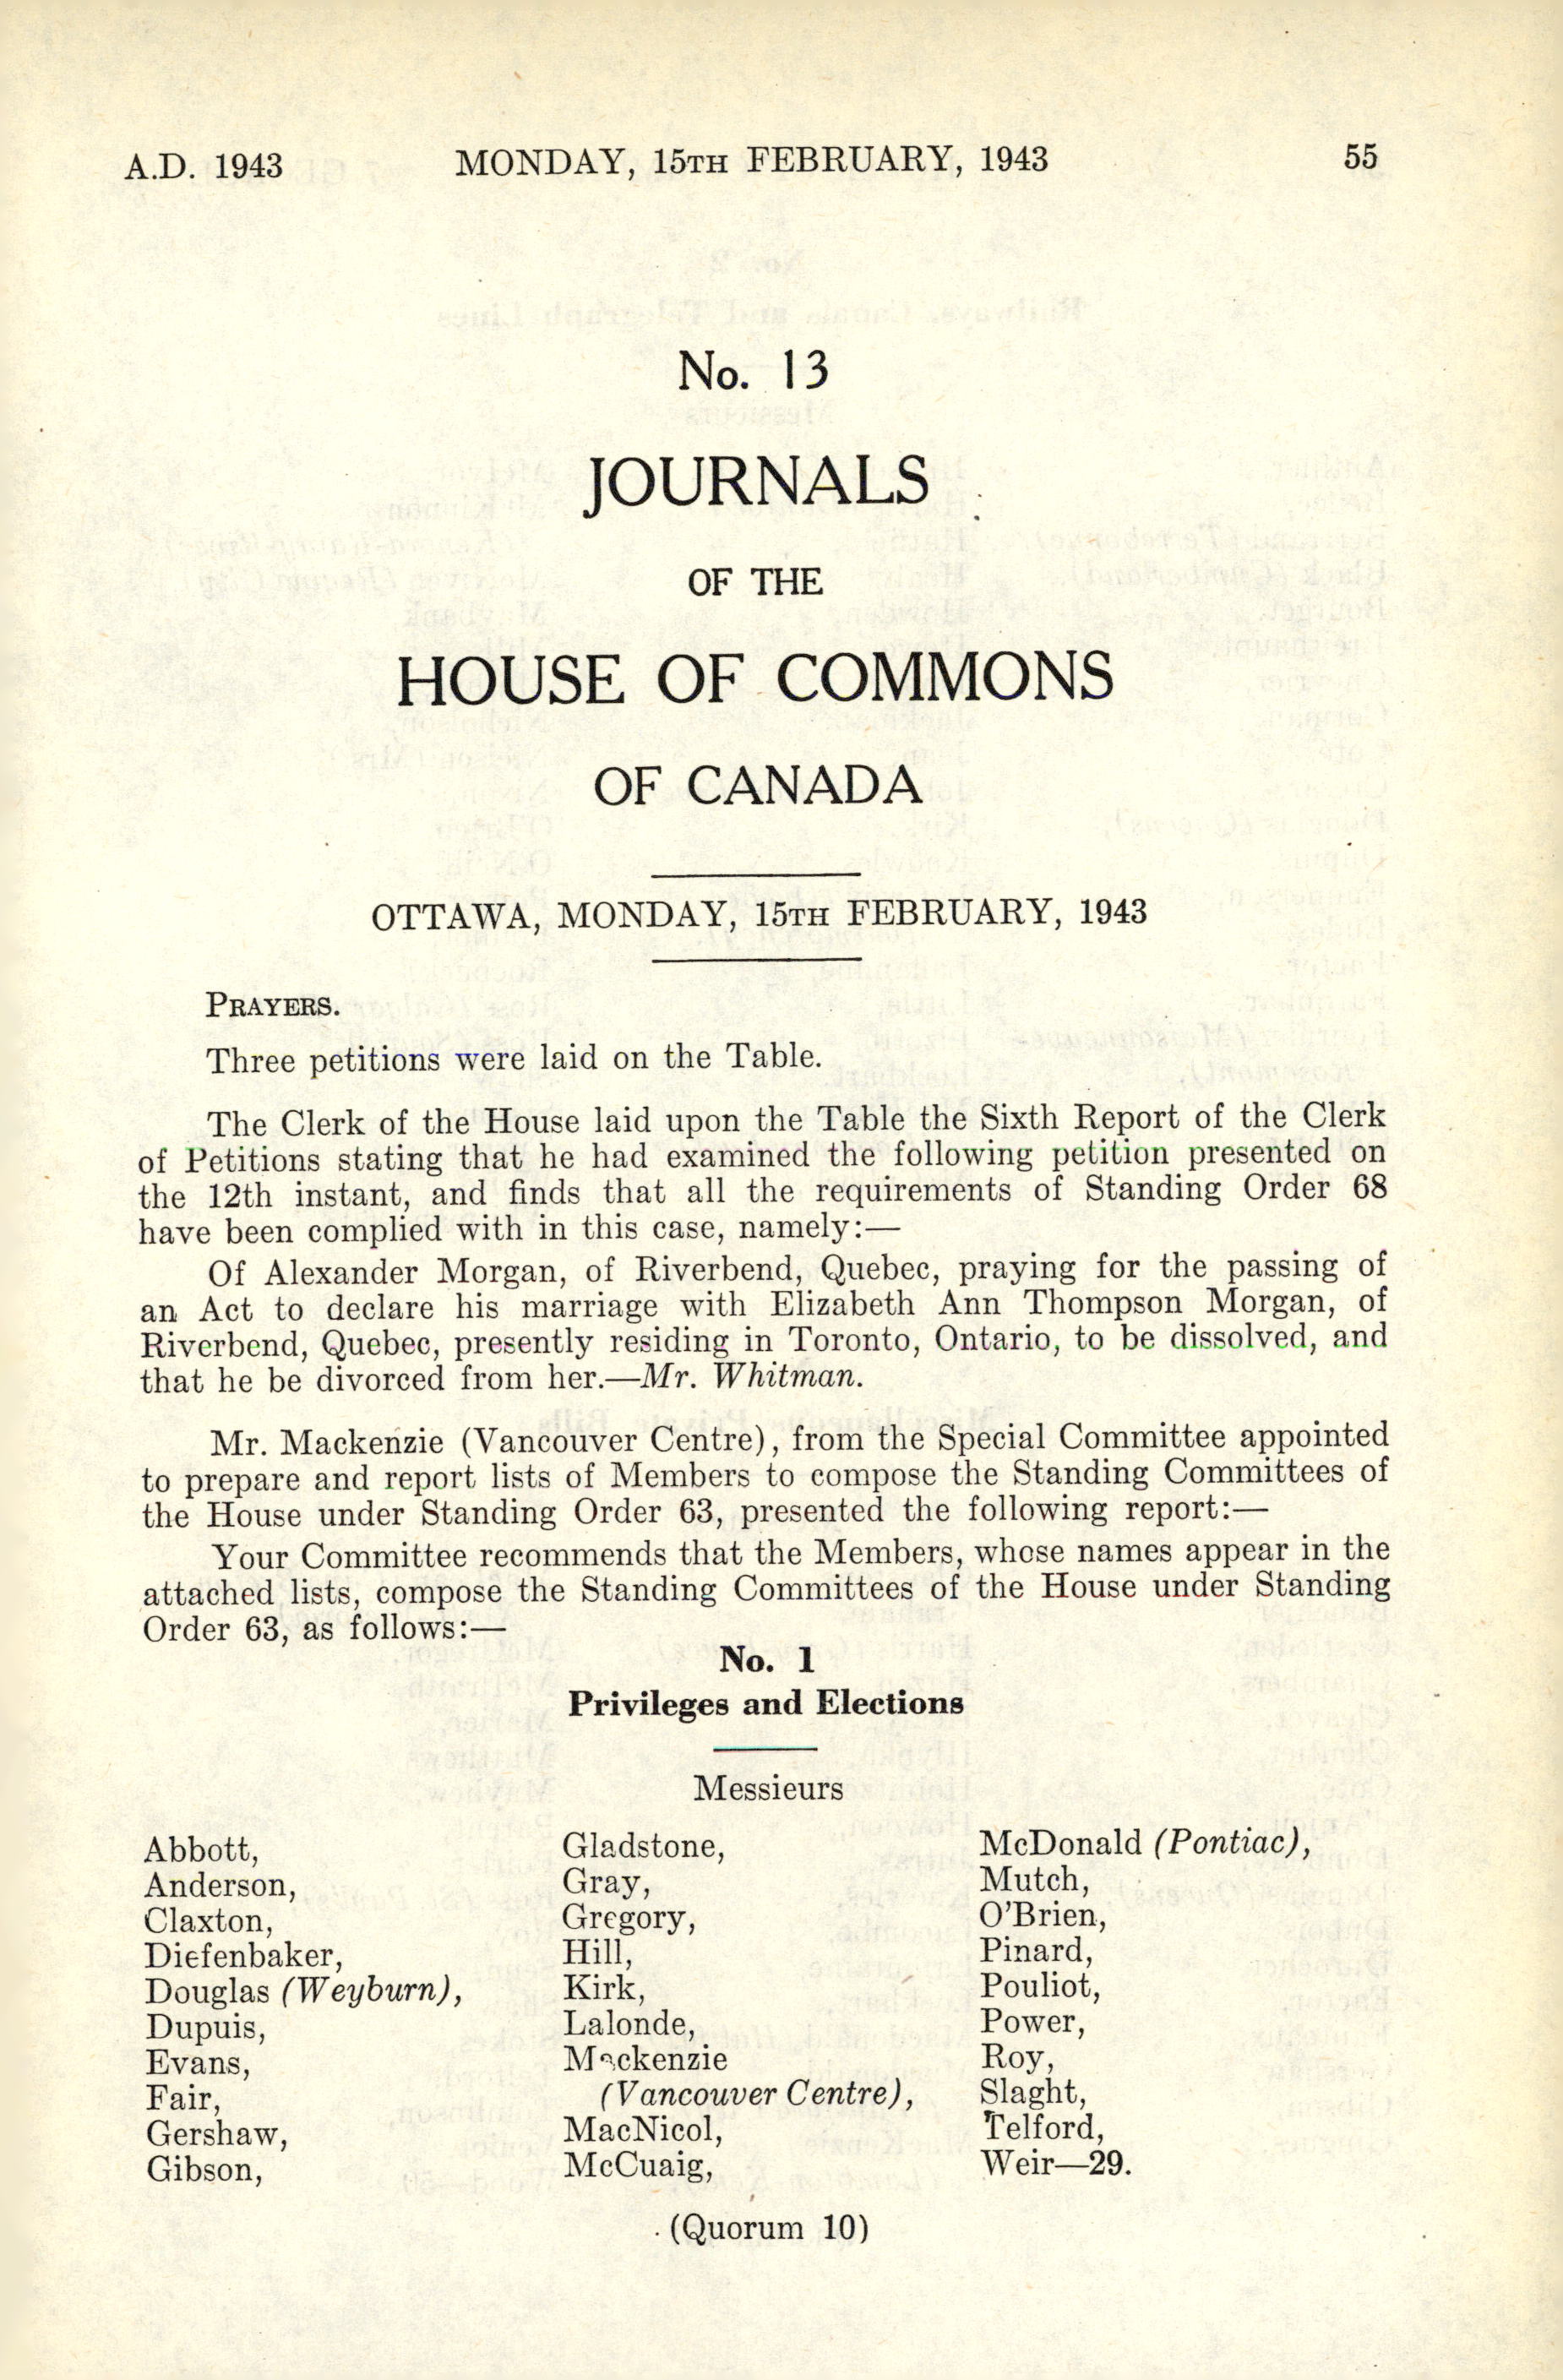 A.D. 1943 MONDAY, 15TH FEBRUARY, 1943 55
No. 13
JOURNALS
OF THE
HOUSE OF COMMONS
OF CANADA
OTTAWA, MONDAY, 15TH FEBRUARY, 1943
PRAYERS.
Three petitions were laid on the Table.
The Clerk of the House laid upon the Table the Sixth Report of the Clerk
of Petitions stating that he had examined the following petition presented on
the 12th instant, and finds that all the requirements of Standing Order 68
have been complied with in this case, namely:—
Of Alexander Morgan, of Riverbend, Quebec, praying for the passing of
an Act to declare his marriage with Elizabeth Ann Thompson Morgan, of
Riverbend, Quebec, presently residing in Toronto, Ontario, to be dissolved, and
that he be divorced from her.—Mr. Whitman.
Mr. Mackenzie (Vancouver Centre), from the Special Committee appointed
to prepare and report lists of Members to compose the Standing Committees of
the House under Standing Order 63, presented the following report:—
Your Committee recommends that the Members, whose names appear in the
attached lists, compose the Standing Committees of the House under Standing
Order 63, as follows:—
No. 1
Privileges and Elections
Messieurs
Abbott,
Anderson,
Claxton,
Diefenbaker,
Douglas (Weyburn),
Dupuis,
Evans,
Fair,
Gershaw,
Gibson,
Gladstone,
Gray,
Gregory,
Hill,
Kirk,
Lalonde,
Mackenzie
(Vancouver Centre),
MacNicol,
McCuaig,
McDonald (Pontiac),
Mutch,
O'Brien,
Pinard,
Pouliot,
Power,
Roy,
Slaght,
Telford,
Weir—29.
(Quorum 10)